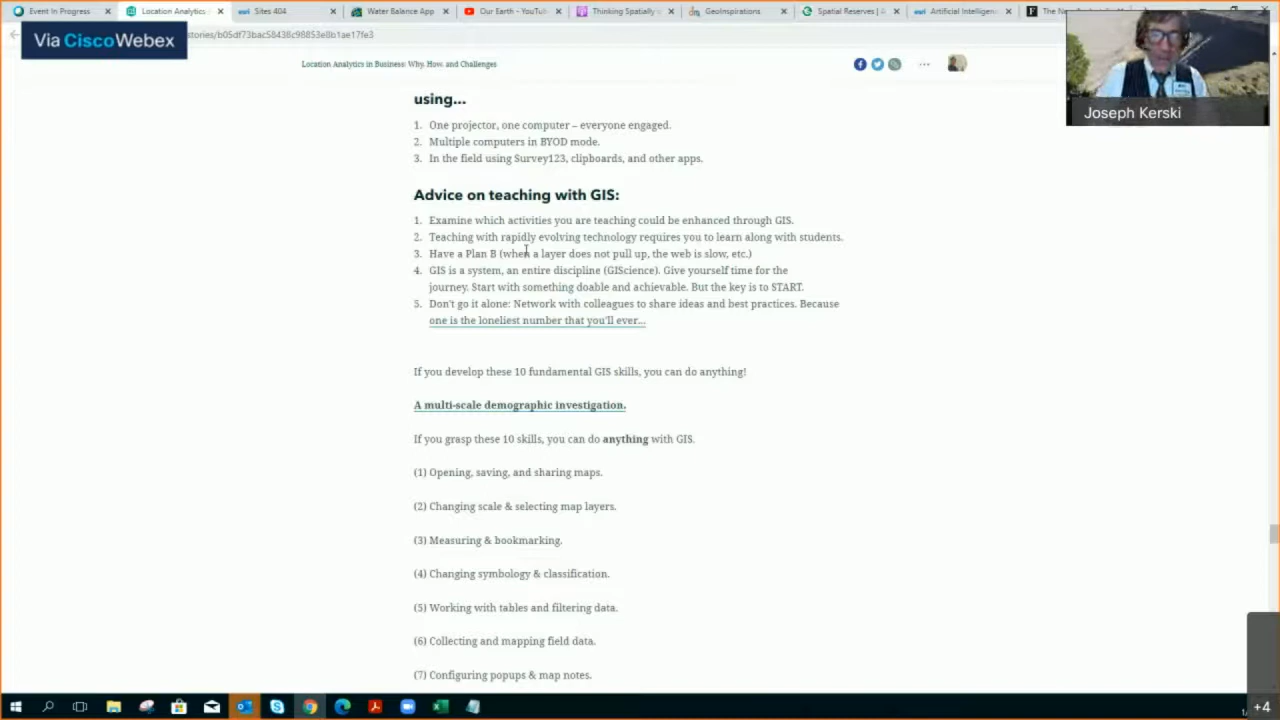 Event In Progress
Location Analytics
Sites 404
Water Balance App
Our Earth - YouTub
Thinking Spatially
GeoInspirations
Spatial Reserves |
Artificial Intelligen
Via CiscoWebex
stories/b05df73bac58438c98853e8b1ae17fe3
Location Analytics in Business: Why, How, and Challenges
Joseph Kerski
using...
1. One projector, one computer – everyone engaged.
2. Multiple computers in BYOD mode.
3. In the field using Survey123, clipboards, and other apps.
Advice on teaching with GIS:
1. Examine which activities you are teaching could be enhanced through GIS.
2. Teaching with rapidly evolving technology requires you to learn along with students.
3. Have a Plan B (when a layer does not pull up, the web is slow, etc.)
4. GIS is a system, an entire discipline (GIScience). Give yourself time for the
journey. Start with something doable and achievable. But the key is to START.
5. Don't go it alone: Network with colleagues to share ideas and best practices. Because
one is the loneliest number that you'll ever...
If you develop these 10 fundamental GIS skills, you can do anything!
A multi-scale demographic investigation.
If you grasp these 10 skills, you can do anything with GIS.
(1) Opening, saving, and sharing maps.
(2) Changing scale & selecting map layers.
(3) Measuring & bookmarking.
(4) Changing symbology & classification.
(5) Working with tables and filtering data.
(6) Collecting and mapping field data.
(7) Configuring popups & map notes.
+4